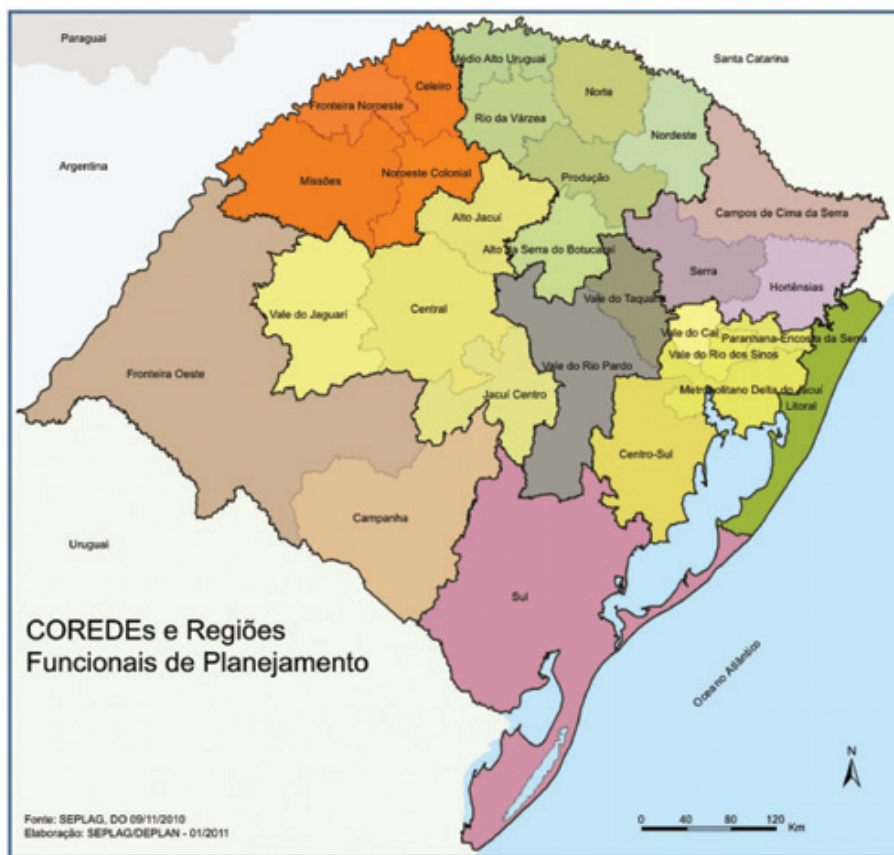 Paraguai
Santa Catarina
Médio Alto Uruguai
Celeiro
Norte
Fronteira Noroeste
Rio da Várzea
Nordeste
Argentina
Noroeste Colonial
Produção
Missões
Alto Jacuí
Campos de Cima da Serra
Alto da Serra do Botucaraí
Serra
Hortênsias
Vale do Taquari
Central
Vale do Jaguarí
Vale do Caí
Paranhana-Encosta da Serra
Vale do Rio dos Sinos
Fronteira Oeste
Vale do Rio Pardo
Metropolitano Delta do Jacuí
Jacuí Centro
Litoral
Centro-Sul
Campanha
Uruguai
Sul
COREDEs e Regiões
Funcionais de Planejamento
Oceano Atlântico
N
Fonte: SEPLAG, DO 09/11/2010
Elaboração: SEPLAG/DEPLAN - 01/2011
0 40 80 120
Km